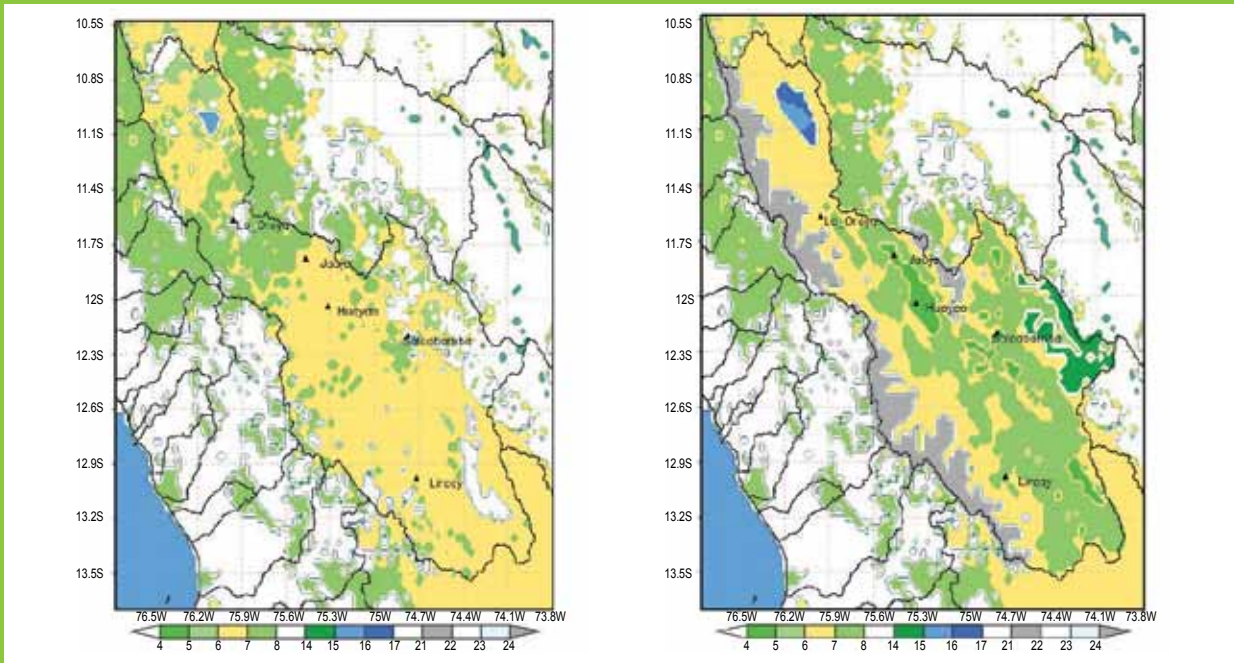 10.5S
10.8S
11.1S
11.4S
11.7S
12S
12.3S
12.6S
12.9S
13.2S
13.5S
La Oroya
Jauja
Lircay
76.5W 76.2W 75.9W 75.6W 75.3W 75W 74.7W 74.4W 74.1W 73.8W
4 5 6 7 8 14 15 16 17 21 22 23 24
10.5S
10.8S
11.1S
11.4S
11.7S
12S
12.3S
12.6S
12.9S
13.2S
13.5S
La Oroya
Jauja
Lircay
76.5W 76.2W 75.9W 75.6W 75.3W 75W 74.7W 74.4W 74.1W 73.8W
4 5 6 7 8 14 15 16 17 21 22 23 24